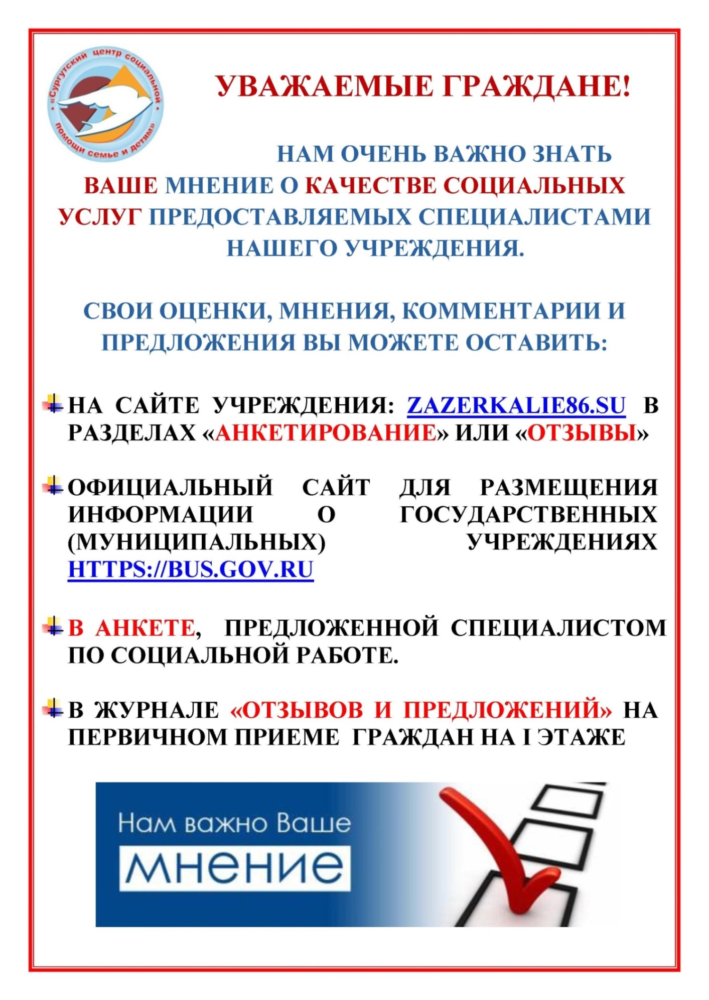 «Сургутский центр социальной
помощи семье и детям»
УВАЖАЕМЫЕ ГРАЖДАНЕ!
НАМ ОЧЕНЬ ВАЖНО ЗНАТЬ
ВАШЕ МНЕНИЕ О КАЧЕСТВЕ СОЦИАЛЬНЫХ
УСЛУГ ПРЕДОСТАВЛЯЕМЫХ СПЕЦИАЛИСТАМИ
НАШЕГО УЧРЕЖДЕНИЯ.
СВОИ ОЦЕНКИ, МНЕНИЯ, КОММЕНТАРИИ И
ПРЕДЛОЖЕНИЯ ВЫ МОЖЕТЕ ОСТАВИТЬ:
НА САЙТЕ УЧРЕЖДЕНИЯ: ZAZERKALIE86.SU В
РАЗДЕЛАХ «АНКЕТИРОВАНИЕ» ИЛИ «ОТЗЫВЫ»
ОФИЦИАЛЬНЫЙ САЙТ ДЛЯ РАЗМЕЩЕНИЯ
ИНФОРМАЦИИ О ГОСУДАРСТВЕННЫХ
(МУНИЦИПАЛЬНЫХ) УЧРЕЖДЕНИЯХ
HTTPS://BUS.GOV.RU
В АНКЕТЕ, ПРЕДЛОЖЕННОЙ СПЕЦИАЛИСТОМ
ПО СОЦИАЛЬНОЙ РАБОТЕ.
В ЖУРНАЛЕ «ОТЗЫВОВ И ПРЕДЛОЖЕНИЙ» НА
ПЕРВИЧНОМ ПРИЕМЕ ГРАЖДАН НА I ЭТАЖЕ
Нам важно Ваше
мнение